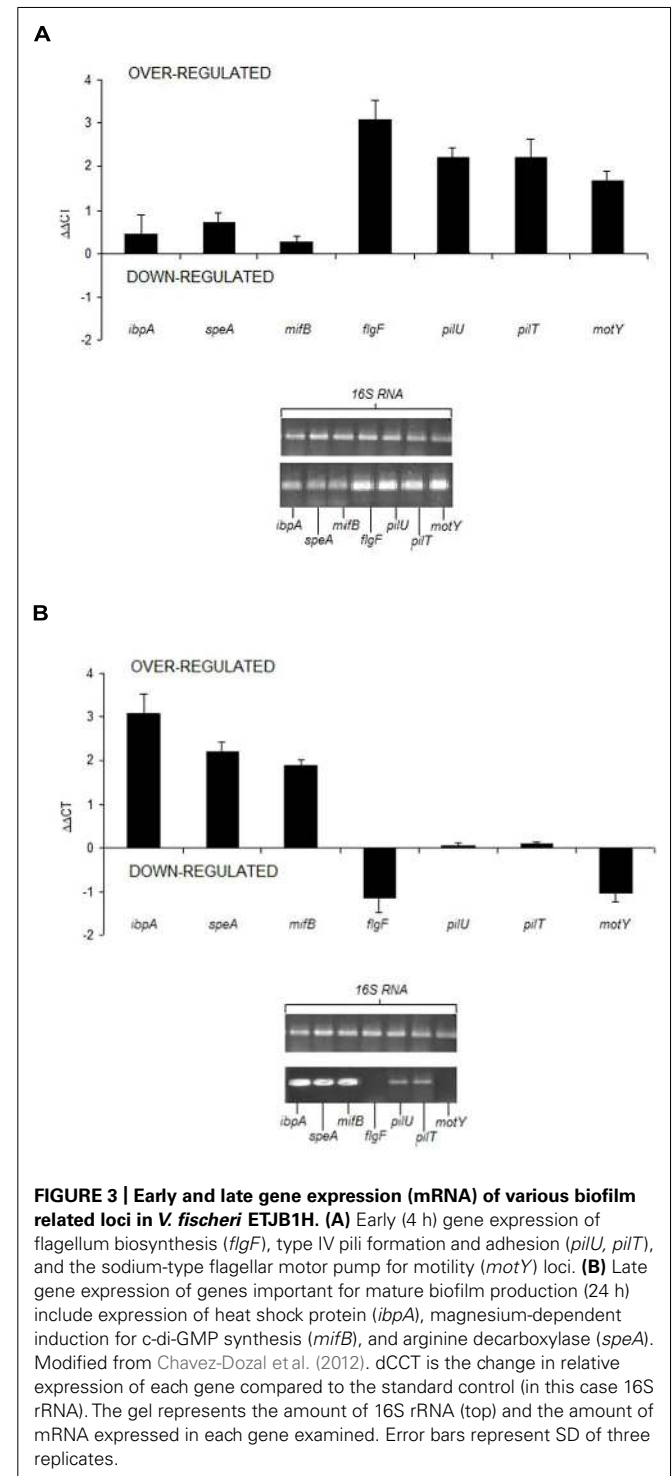 A
OVER-REGULATED
4
3
2
1
0
-1
-2
ΔΔCT
DOWN-REGULATED
ibpA speA mifB flgF pilU pilT motY
16S RNA
ibpA mifB pilU motY
speA flgF pilT
B
OVER-REGULATED
4
3
2
1
0
-1
-2
ΔΔCT
DOWN-REGULATED
ibpA speA mifB flgF pilU pilT motY
16S RNA
ibpA mifB pilU motY
speA flgF pilT
FIGURE 3 | Early and late gene expression (mRNA) of various biofilm
related loci in V. fischeri ETJB1H. (A) Early (4 h) gene expression of
flagellum biosynthesis (flgF), type IV pili formation and adhesion (pilU, pilT),
and the sodium-type flagellar motor pump for motility (motY) loci. (B) Late
gene expression of genes important for mature biofilm production (24 h)
include expression of heat shock protein (ibpA), magnesium-dependent
induction for c-di-GMP synthesis (mifB), and arginine decarboxylase (speA).
Modified from Chavez-Dozal et al. (2012). dCCT is the change in relative
expression of each gene compared to the standard control (in this case 16S
rRNA). The gel represents the amount of 16S rRNA (top) and the amount of
mRNA expressed in each gene examined. Error bars represent SD of three
replicates.